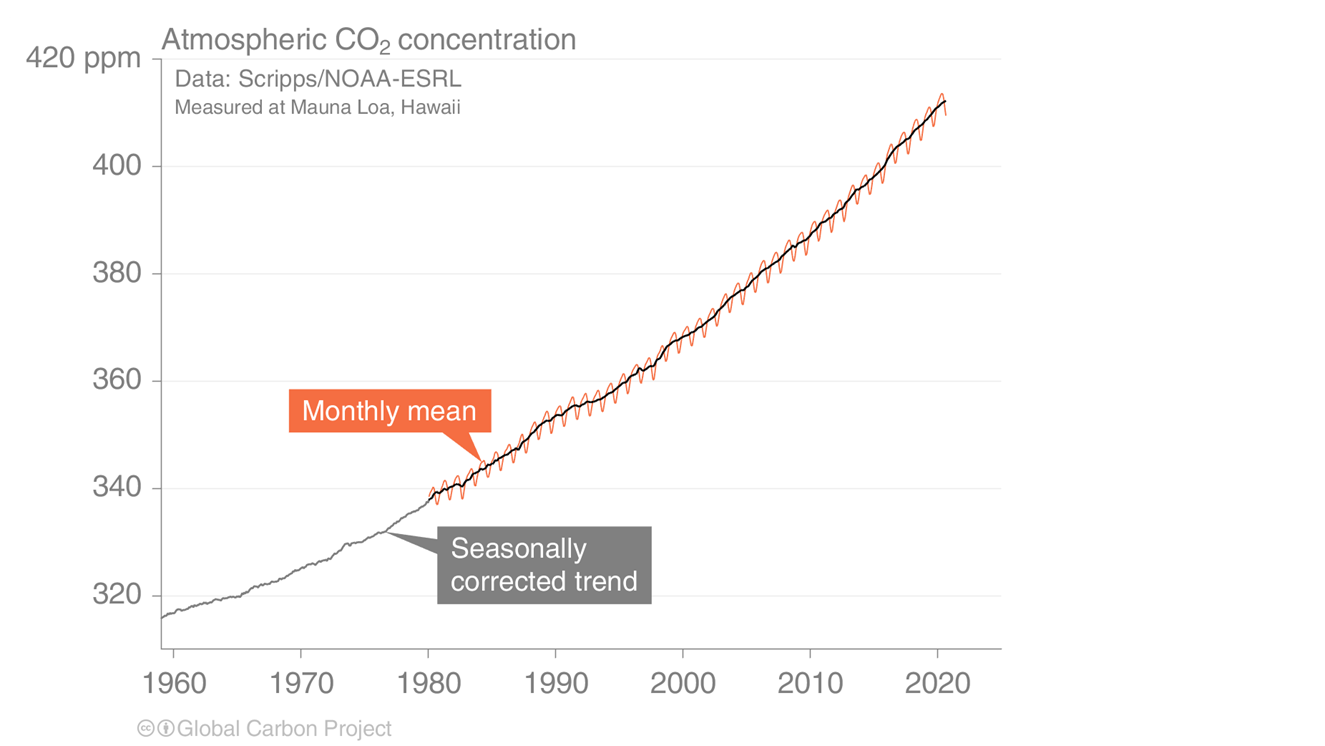 Atmospheric CO₂ concentration
420 ppm
Data: Scripps/NOAA-ESRL
Measured at Mauna Loa, Hawaii
400
380
360
Monthly mean
340
Seasonally
corrected trend
320
1960 1970 1980 1990 2000 2010 2020
cc Global Carbon Project